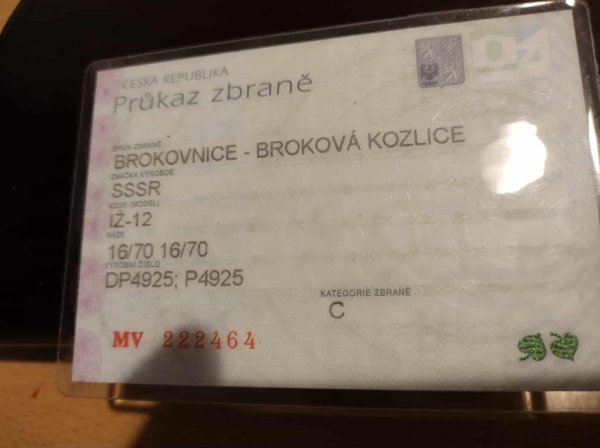 ČESKÁ REPUBLIKA
Průkaz zbraně
DRUH ZBRANĚ
BROKOVNICE - BROKOVÁ KOZLICE
ZNAČKA VÝROBCE
SSSR
VZOR (MODEL)
IŽ-12
RÁŽE
16/70 16/70
VÝROBNÍ ČÍSLO
DP4925; P4925
KATEGORIE ZBRANĚ
C
MV 222464